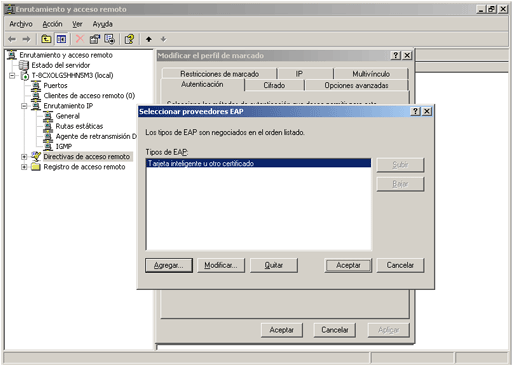 Enrutamiento y acceso remoto
Archivo Acción Ver Ayuda
Enrutamiento y acceso remoto
Estado del servidor
T-8CXOLGSHHNSM3 (local)
Puertos
Clientes de acceso remoto (0)
Enrutamiento IP
General
Rutas estáticas
Agente de retransmisión D
IGMP
Directivas de acceso remoto
Registro de acceso remoto
Modificar el perfil de marcado
Restricciones de marcado IP Multivínculo
Autenticación Cifrado Opciones avanzadas
Seleccionar proveedores EAP
Los tipos de EAP son negociados en el orden listado.
Tipos de EAP:
Tarjeta inteligente u otro certificado
Subir
Bajar
Agregar... Modificar... Quitar Aceptar Cancelar
Aceptar Cancelar Aplicar